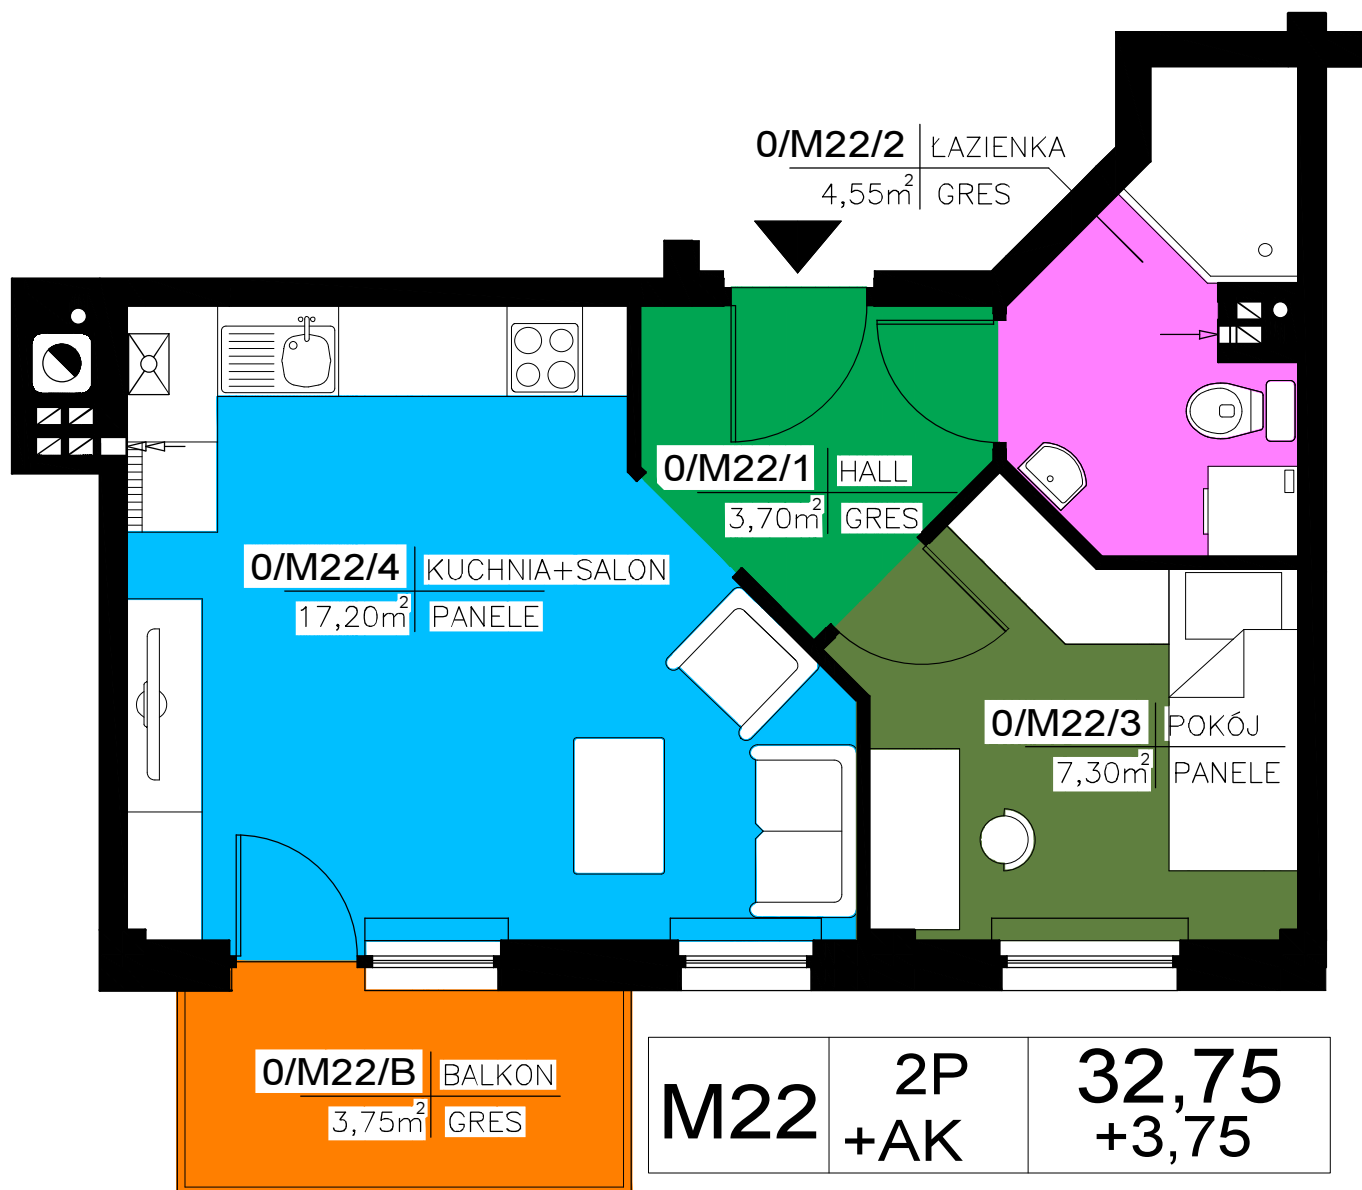 0/M22/2 ŁAZIENKA
4,55m² GRES
0/M22/1 HALL
3,70m² GRES
0/M22/4 KUCHNIA+SALON
17,20m² PANELE
0/M22/3 POKÓJ
7,30m² PANELE
0/M22/B BALKON
3,75m² GRES
M22 2P +AK 32,75 +3,75